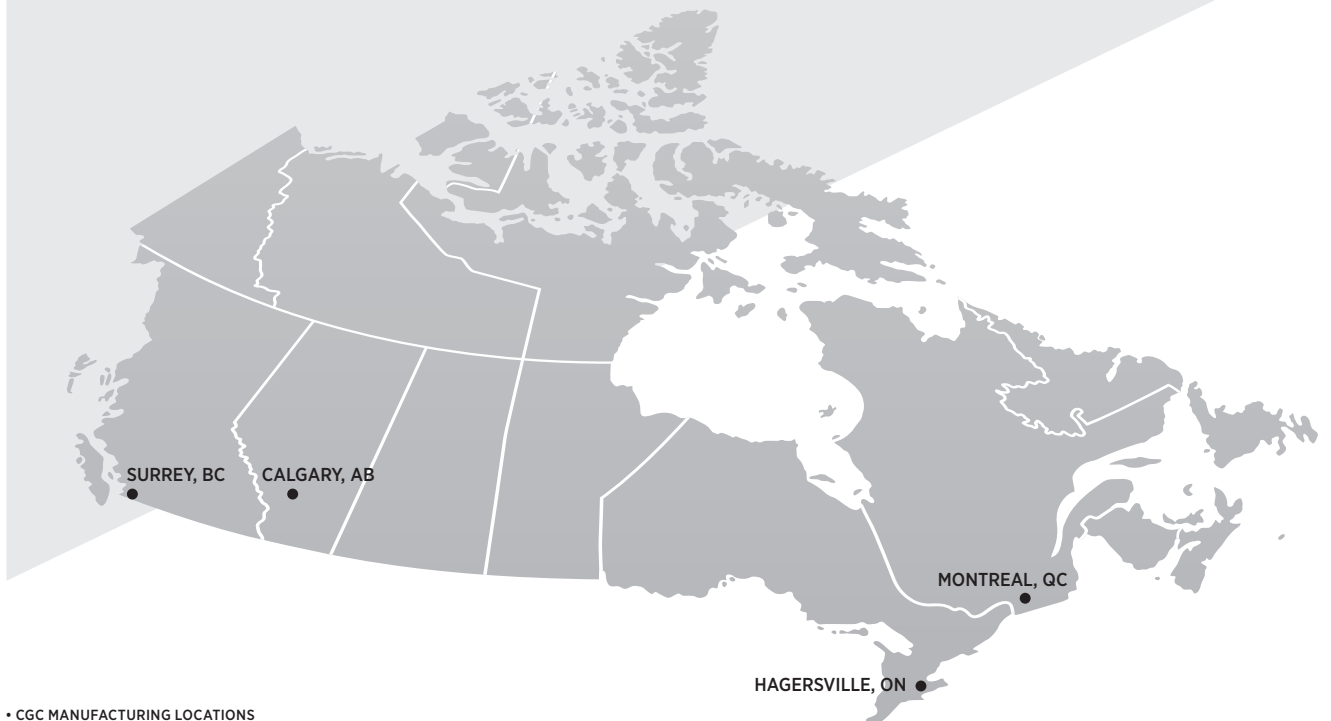 SURREY, BC
CALGARY, AB
MONTREAL, QC
HAGERSVILLE, ON
• CGC MANUFACTURING LOCATIONS